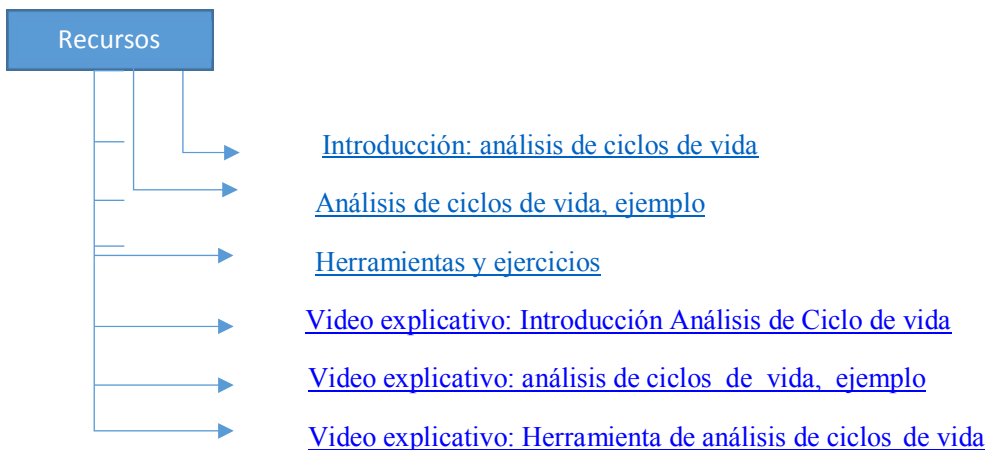 Recursos
Introducción: análisis de ciclos de vida
Análisis de ciclos de vida, ejemplo
Herramientas y ejercicios
Video explicativo: Introducción Análisis de Ciclo de vida
Video explicativo: análisis de ciclos de vida, ejemplo
Video explicativo: Herramienta de análisis de ciclos de vida